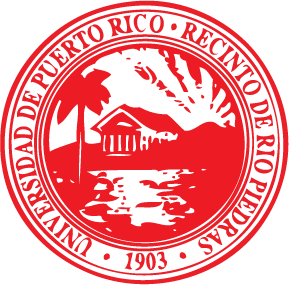 UNIVERSIDAD DE PUERTO RICO • RECINTO DE RIO PIEDRAS •
1903 •